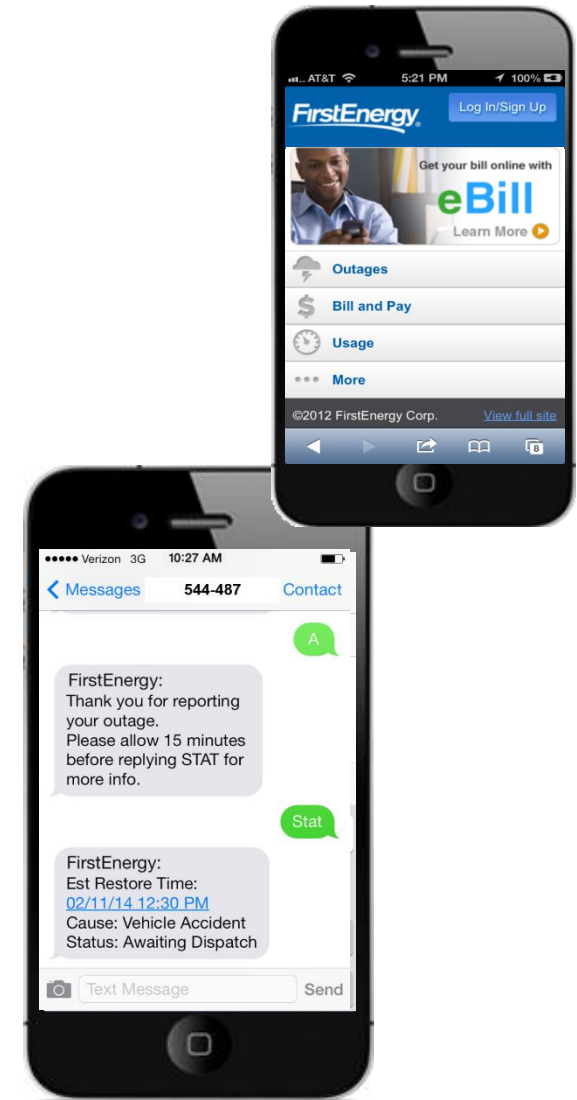 AT&T 5:21 PM 100%
FirstEnergy
Log In/Sign Up
Get your bill online with
eBill
Learn More
Outages
Bill and Pay
Usage
More
©2012 FirstEnergy Corp. View full site
8
Verizon 3G 10:27 AM
Messages 544-487 Contact
A
FirstEnergy:
Thank you for reporting
your outage.
Please allow 15 minutes
before replying STAT for
more info.
Stat
FirstEnergy:
Est Restore Time:
02/11/14 12:30 PM
Cause: Vehicle Accident
Status: Awaiting Dispatch
Text Message Send